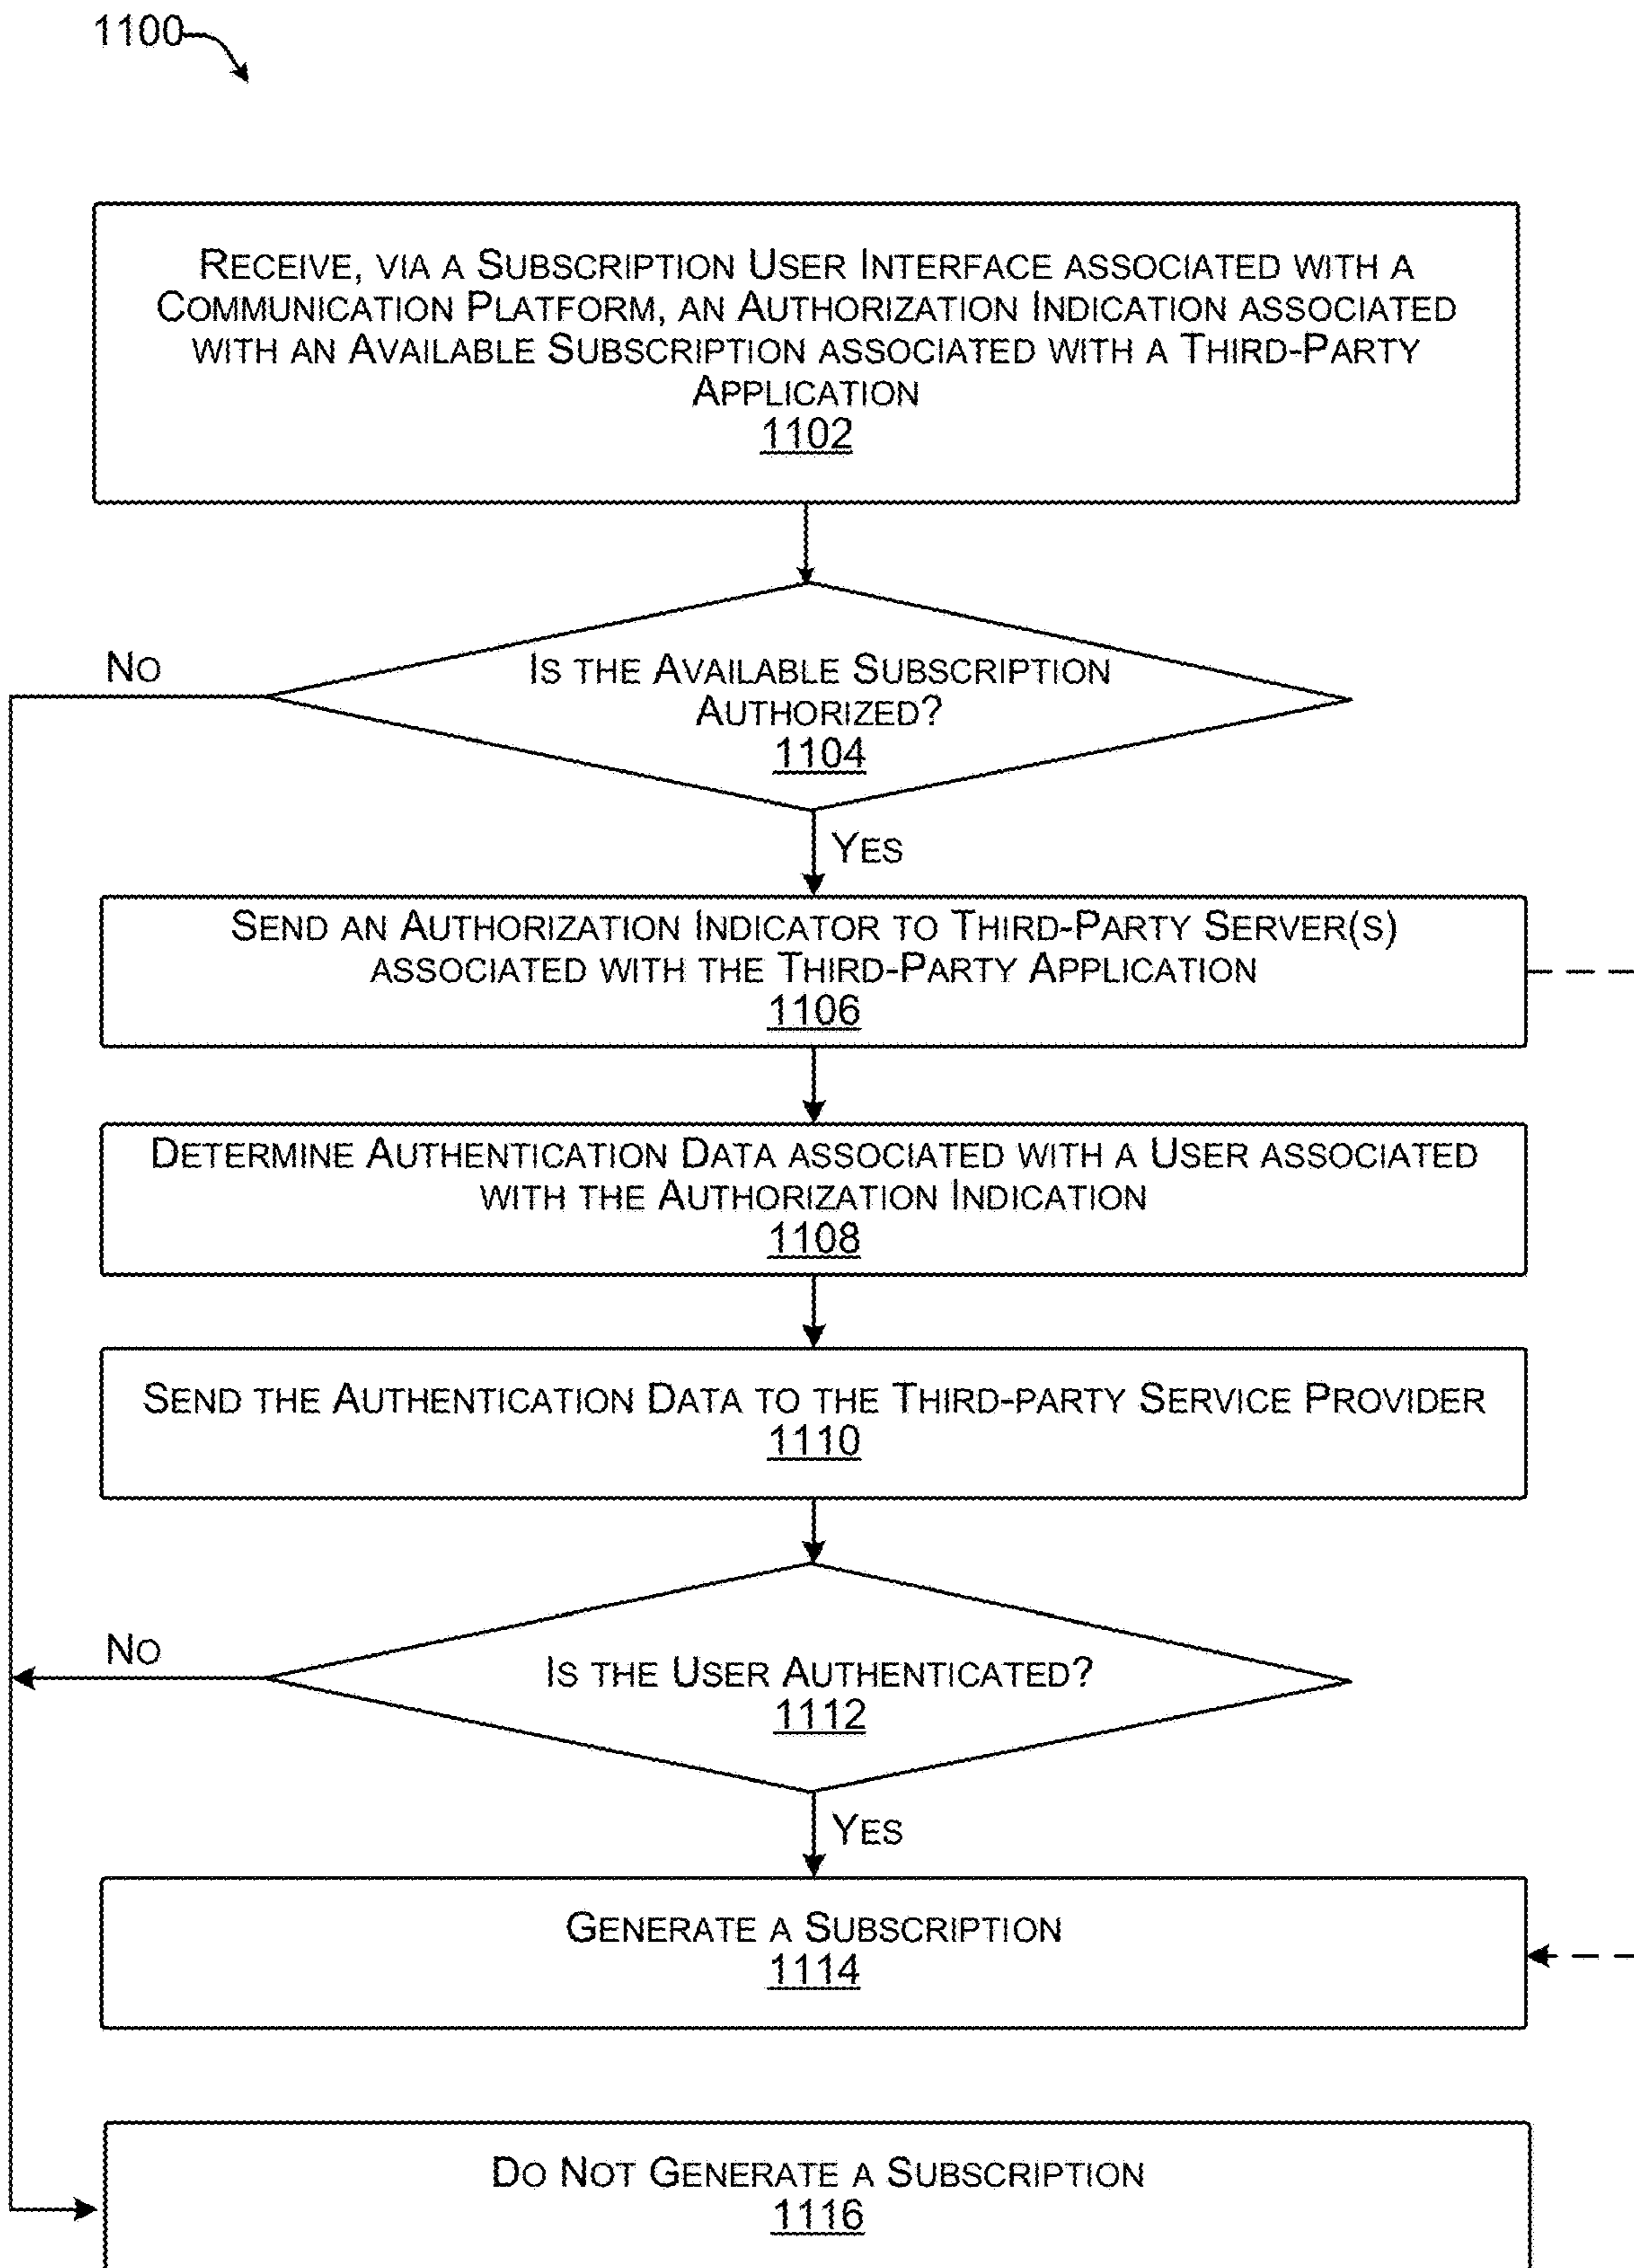 1100
RECEIVE, VIA A SUBSCRIPTION USER INTERFACE ASSOCIATED WITH A
COMMUNICATION PLATFORM, AN AUTHORIZATION INDICATION ASSOCIATED
WITH AN AVAILABLE SUBSCRIPTION ASSOCIATED WITH A THIRD-PARTY
APPLICATION
1102
NO
IS THE AVAILABLE SUBSCRIPTION
AUTHORIZED?
1104
YES
SEND AN AUTHORIZATION INDICATOR TO THIRD-PARTY SERVER(S)
ASSOCIATED WITH THE THIRD-PARTY APPLICATION
1106
DETERMINE AUTHENTICATION DATA ASSOCIATED WITH A USER ASSOCIATED
WITH THE AUTHORIZATION INDICATION
1108
SEND THE AUTHENTICATION DATA TO THE THIRD-PARTY SERVICE PROVIDER
1110
NO
IS THE USER AUTHENTICATED?
1112
YES
GENERATE A SUBSCRIPTION
1114
DO NOT GENERATE A SUBSCRIPTION
1116